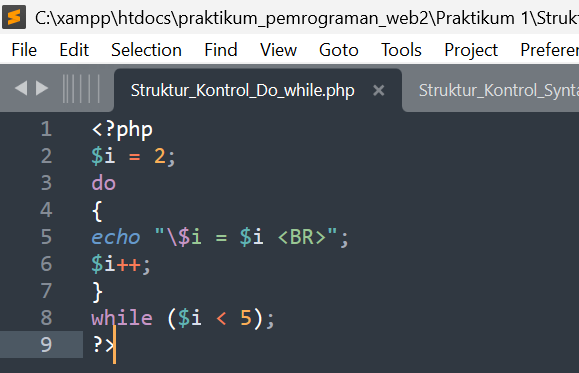 C:\xampp\htdocs\praktikum_pemrograman_web2\Praktikum 1\Strukt
File Edit Selection Find View Goto Tools Project Preferen
Struktur_Kontrol_Do_while.php × Struktur_Kontrol_Synta
1 <?php
2 $i = 2;
3 do
4 {
5 echo "\$i = $i <BR>";
6 $i++;
7 }
8 while ($i < 5);
9 ?>